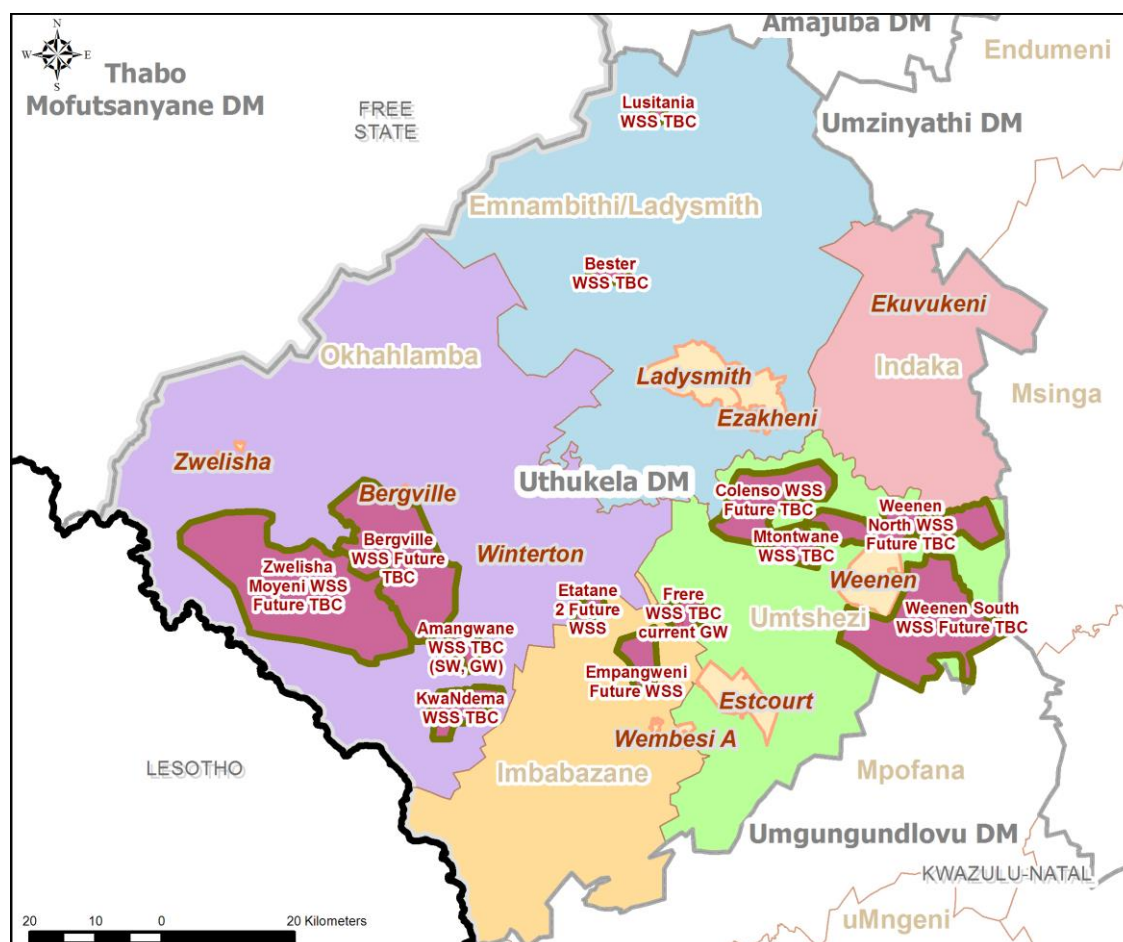 N
W
E
S
Thabo
Mofutsanyane DM
FREE
STATE
Amajuba DM
Endumeni
Lusitania
WSS TBC
Umzinyathi DM
Emnambithi/Ladysmith
Bester
WSS TBC
Ekuvukeni
Okhahlamba
Indaka
Ladysmith
Msinga
Ezakheni
Zwelisha
Uthukela DM
Bergville
Colenso WSS
Future TBC
Weenen
North WSS
Future TBC
Mtontwane
WSS TBC
Bergville
WSS Future
TBC
Winterton
Zwelisha
Moyeni WSS
Future TBC
Weenen
Etatane
2 Future
WSS
Frere
WSS TBC
current GW
Umtshezi
Weenen South
WSS Future TBC
Amangwane
WSS TBC
(SW, GW)
Empangweni
Future WSS
KwaNdema
WSS TBC
Estcourt
Wembesi A
LESOTHO
Imbabazane
Mpofana
Umgungundlovu DM
KWAZULU-NATAL
uMngeni
20 10 0 20 Kilometers